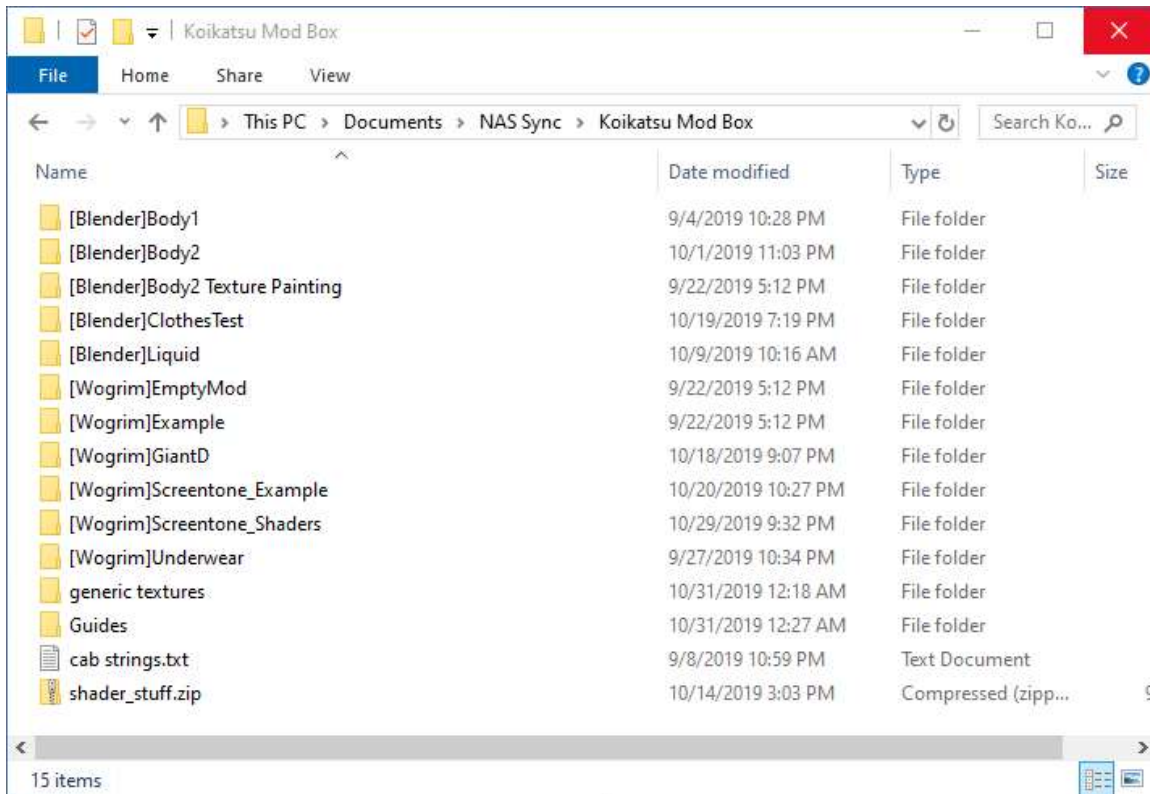 Koikatsu Mod Box
File Home Share View
This PC > Documents > NAS Sync > Koikatsu Mod Box Search Ko...
Name Date modified Type Size
[Blender]Body1 9/4/2019 10:28 PM File folder
[Blender]Body2 10/1/2019 11:03 PM File folder
[Blender]Body2 Texture Painting 9/22/2019 5:12 PM File folder
[Blender]ClothesTest 10/19/2019 7:19 PM File folder
[Blender]Liquid 10/9/2019 10:16 AM File folder
[Wogrim]EmptyMod 9/22/2019 5:12 PM File folder
[Wogrim]Example 9/22/2019 5:12 PM File folder
[Wogrim]GiantD 10/18/2019 9:07 PM File folder
[Wogrim]Screentone_Example 10/20/2019 10:27 PM File folder
[Wogrim]Screentone_Shaders 10/29/2019 9:32 PM File folder
[Wogrim]Underwear 9/27/2019 10:34 PM File folder
generic textures 10/31/2019 12:18 AM File folder
Guides 10/31/2019 12:27 AM File folder
cab strings.txt 9/8/2019 10:59 PM Text Document
shader_stuff.zip 10/14/2019 3:03 PM Compressed (zipp...
15 items